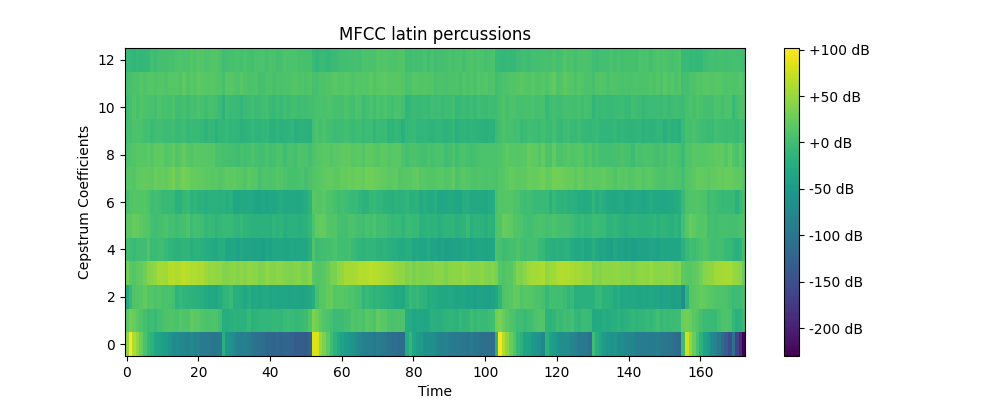 MFCC latin percussions
12
10
8
6
4
2
0
Cepstrum Coefficients
0 20 40 60 80 100 120 140 160
Time
+100 dB
+50 dB
+0 dB
-50 dB
-100 dB
-150 dB
-200 dB